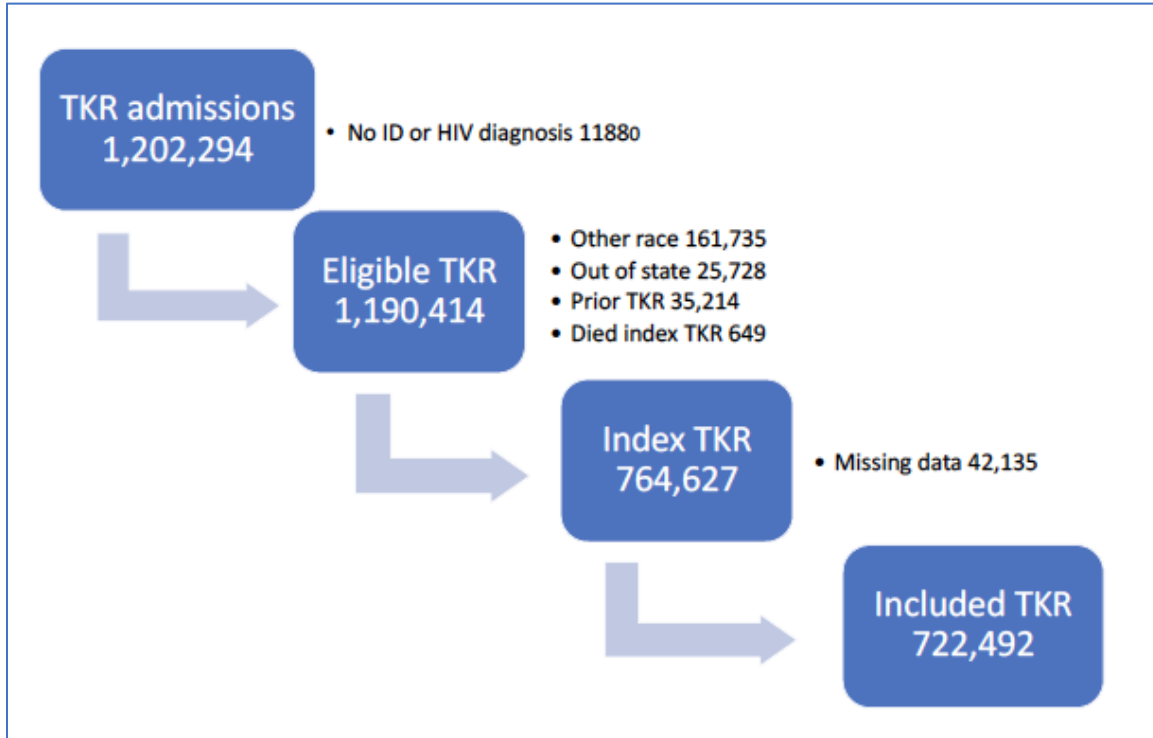 TKR admissions
1,202,294
• No ID or HIV diagnosis 11880
Eligible TKR
1,190,414
• Other race 161,735
• Out of state 25,728
• Prior TKR 35,214
• Died index TKR 649
Index TKR
764,627
• Missing data 42,135
Included TKR
722,492